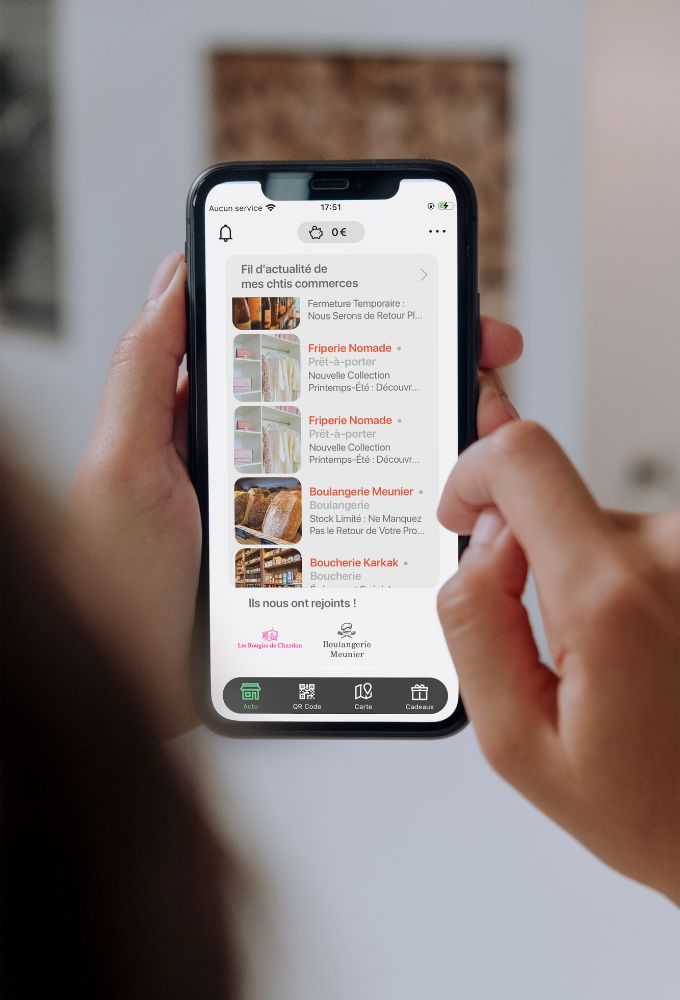 Aucun service
17:51
0 €
Fil d'actualité de
mes chtis commerces
Fermeture Temporaire :
Nous Serons de Retour Pl...
Friperie Nomade
Prêt-à-porter
Nouvelle Collection
Printemps-Été : Découvr...
Friperie Nomade
Prêt-à-porter
Nouvelle Collection
Printemps-Été : Découvr...
Boulangerie Meunier
Boulangerie
Stock Limité : Ne Manquez
Pas le Retour de Votre Pro...
Boucherie Karkak
Boucherie
Ils nous ont rejoints !
Les Bougies de Chardon
Boulangerie
Meunier
Actu
QR Code
Carte
Cadeaux